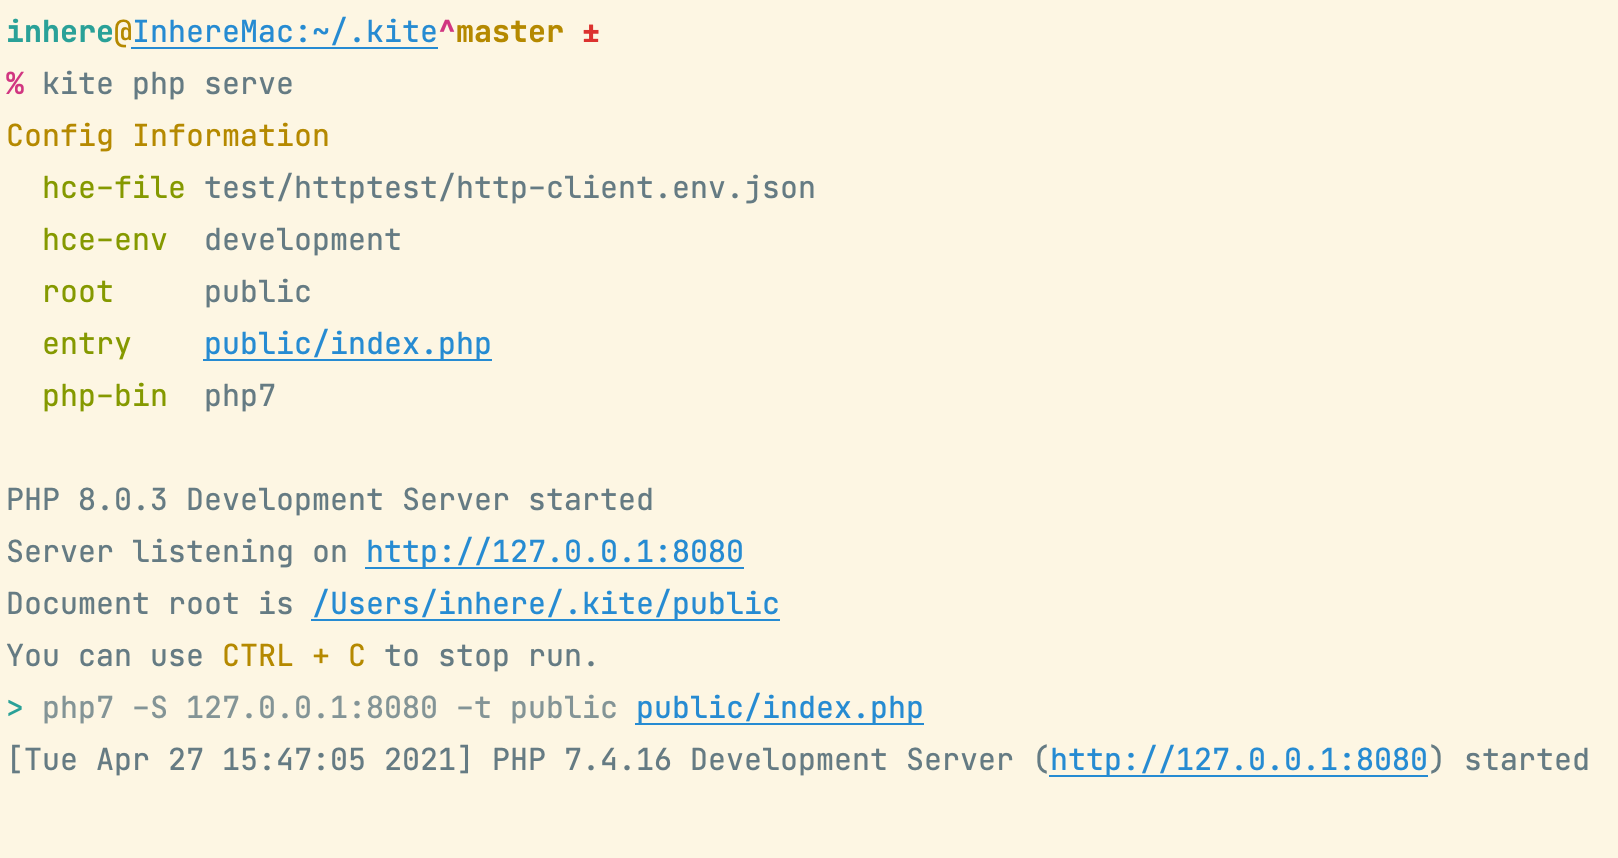 inhere@InhereMac:~/.kite^master ±
% kite php serve
Config Information
  hce-file test/httptest/http-client.env.json
  hce-env  development
  root     public
  entry    public/index.php
  php-bin  php7

PHP 8.0.3 Development Server started
Server listening on http://127.0.0.1:8080
Document root is /Users/inhere/.kite/public
You can use CTRL + C to stop run.
> php7 -S 127.0.0.1:8080 -t public public/index.php
[Tue Apr 27 15:47:05 2021] PHP 7.4.16 Development Server (http://127.0.0.1:8080) started